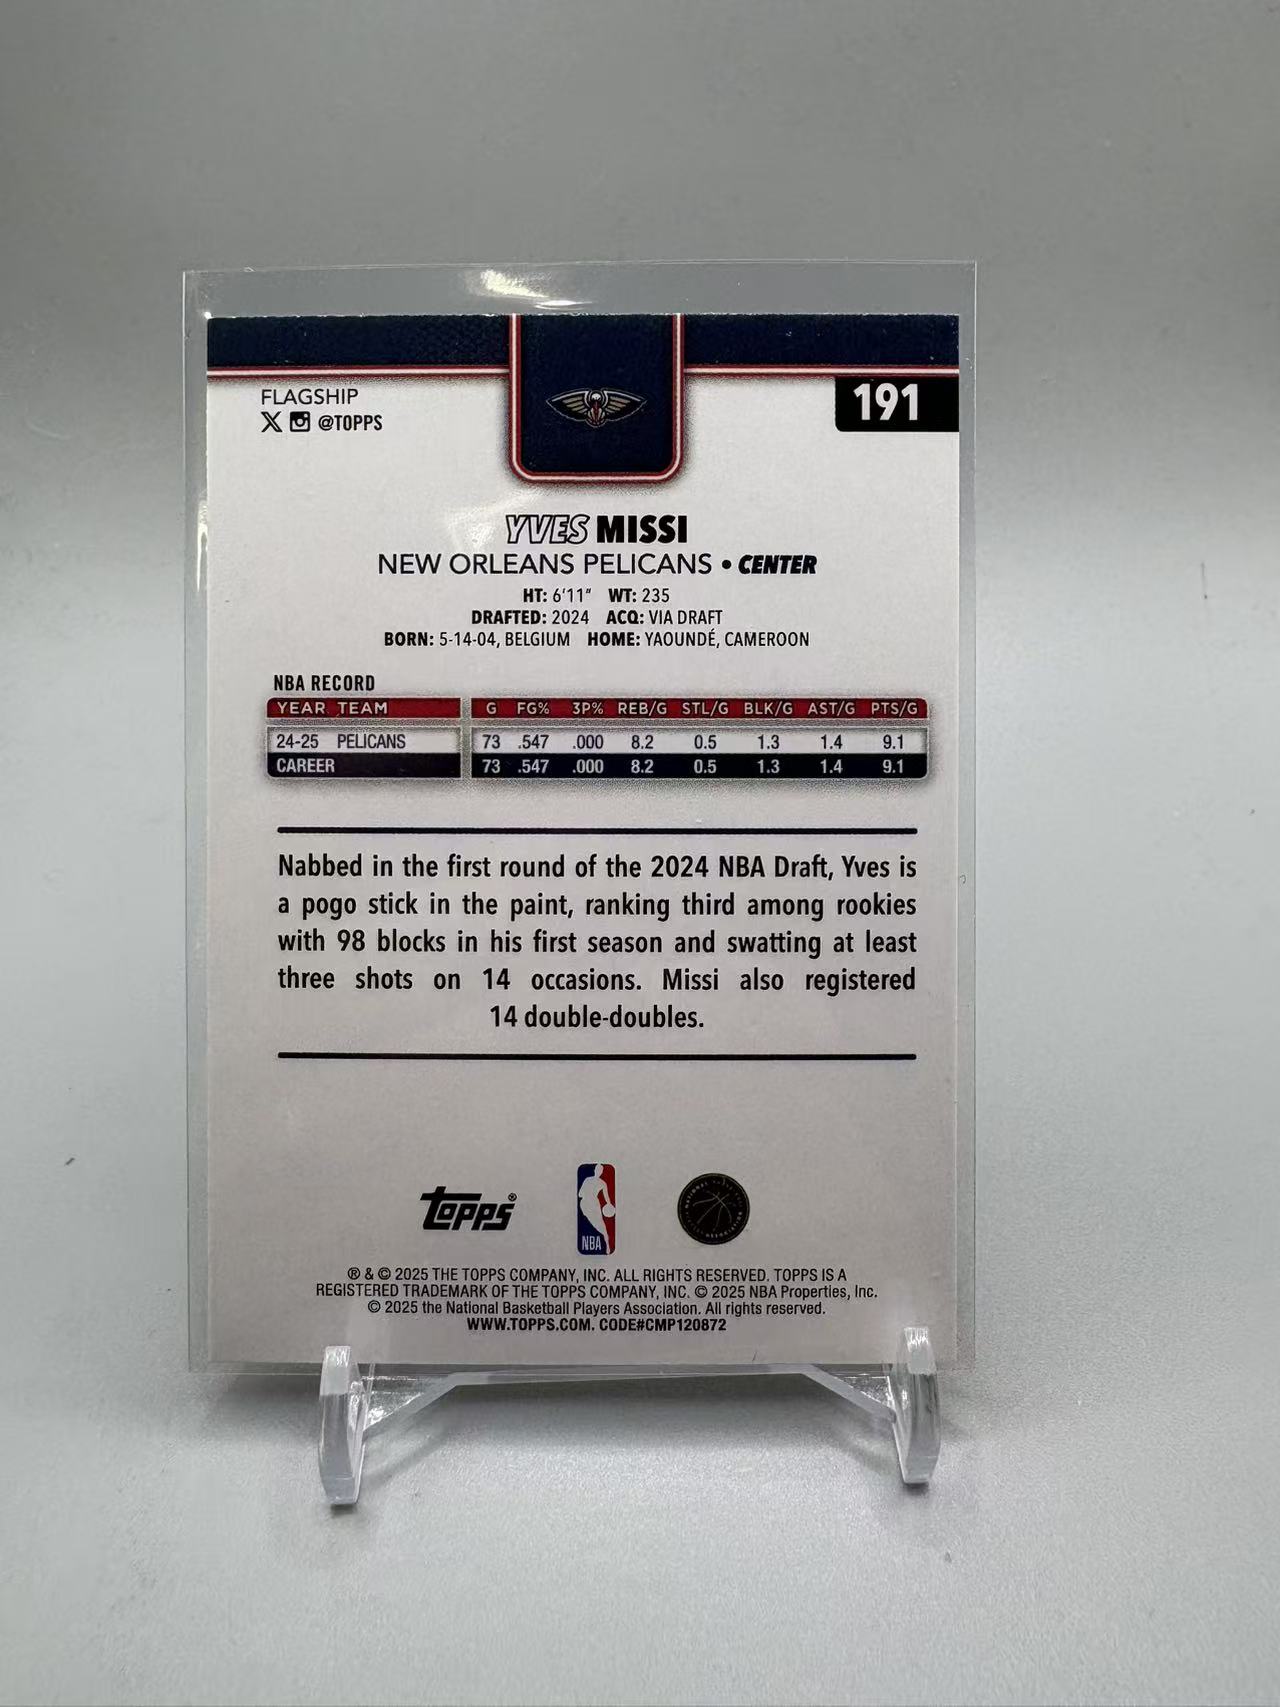 FLAGSHIP
@TOPPS
191
YVES MISSI
NEW ORLEANS PELICANS • CENTER
HT: 6'11" WT: 235
DRAFTED: 2024 ACQ: VIA DRAFT
BORN: 5-14-04, BELGIUM HOME: YAOUNDÉ, CAMEROON
NBA RECORD
YEAR TEAM G FG% 3P% REB/G STL/G BLK/G AST/G PTS/G
24-25 PELICANS 73 .547 .000 8.2 0.5 1.3 1.4 9.1
CAREER 73 .547 .000 8.2 0.5 1.3 1.4 9.1
Nabbed in the first round of the 2024 NBA Draft, Yves is
a pogo stick in the paint, ranking third among rookies
with 98 blocks in his first season and swatting at least
three shots on 14 occasions. Missi also registered
14 double-doubles.
topps®
NBA
® & © 2025 THE TOPPS COMPANY, INC. ALL RIGHTS RESERVED. TOPPS IS A
REGISTERED TRADEMARK OF THE TOPPS COMPANY, INC. © 2025 NBA Properties, Inc.
© 2025 the National Basketball Players Association. All rights reserved.
WWW.TOPPS.COM. CODE#CMP120872